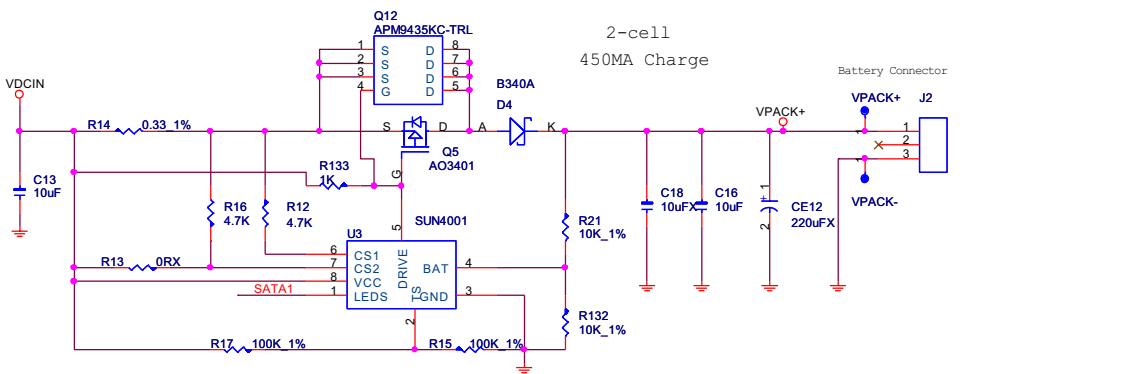 Q12
APM9435KC-TRL
2-cell
450MA Charge
1 S D 8
2 S D 7
3 S D 6
4 G D 5
Battery Connector
VDCIN
B340A
D4
VPACK+
VPACK+
J2
R14 0.33_1%
S D A K
1
1
2
3
1
Q5
AO3401
R133
1K
G
C13
10uF
R16
4.7K
R12
4.7K
C18
10uFX
C16
10uF
1
+
CE12
220uFX
2
VPACK-
SUN4001
R21
10K_1%
U3
5
6 CS1
7 CS2
8 VCC
1 LEDS
DRIVE
BAT 4
TS
GND 3
2
R13 0RX
SATA1
R132
10K_1%
R17 100K_1%
R15 100K_1%